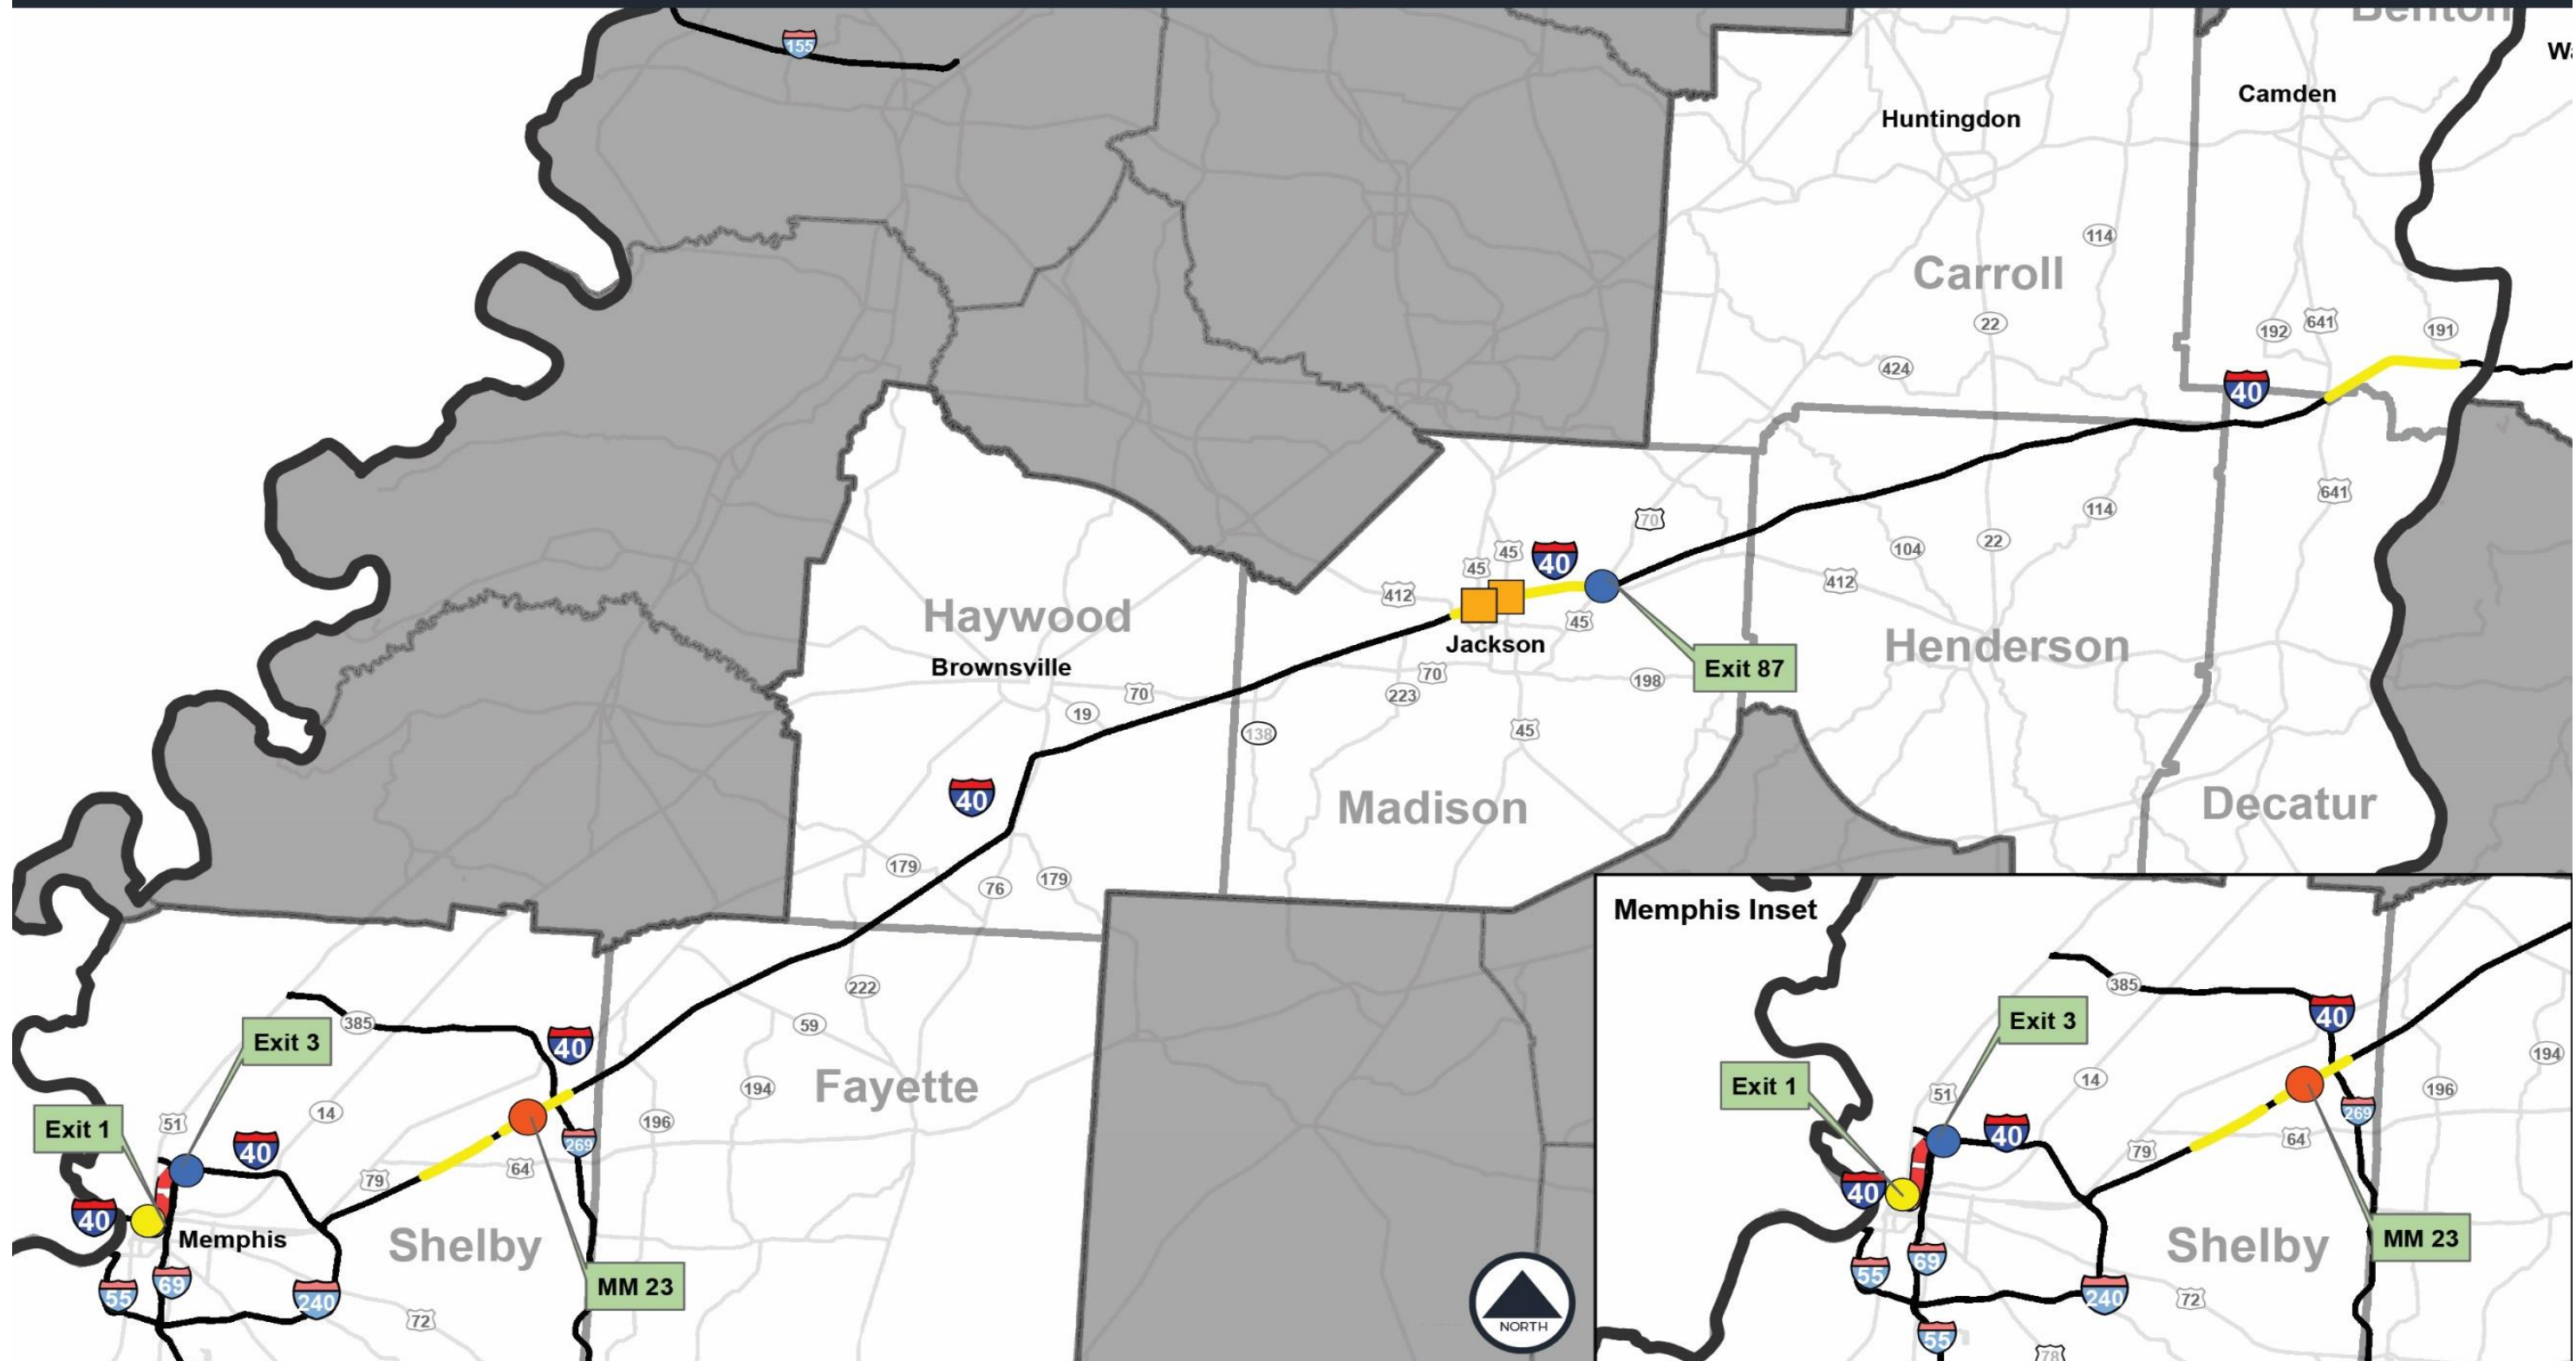 Benton
155
W
Camden
Huntingdon
114
Carroll
22
192
641
191
424
40
641
70
114
45
40
104
22
45
412
412
Haywood
45
Jackson
Henderson
Brownsville
Exit 87
70
198
70
223
19
45
138
40
Madison
Decatur
179
179
76
Memphis Inset
222
385
59
40
Exit 3
Fayette
194
14
196
51
Exit 1
269
40
64
79
40
Memphis
Shelby
69
MM 23
55
240
72
NORTH
385
40
Exit 3
194
14
Exit 1
196
51
269
40
64
79
40
Shelby
MM 23
69
55
240
72
55
78